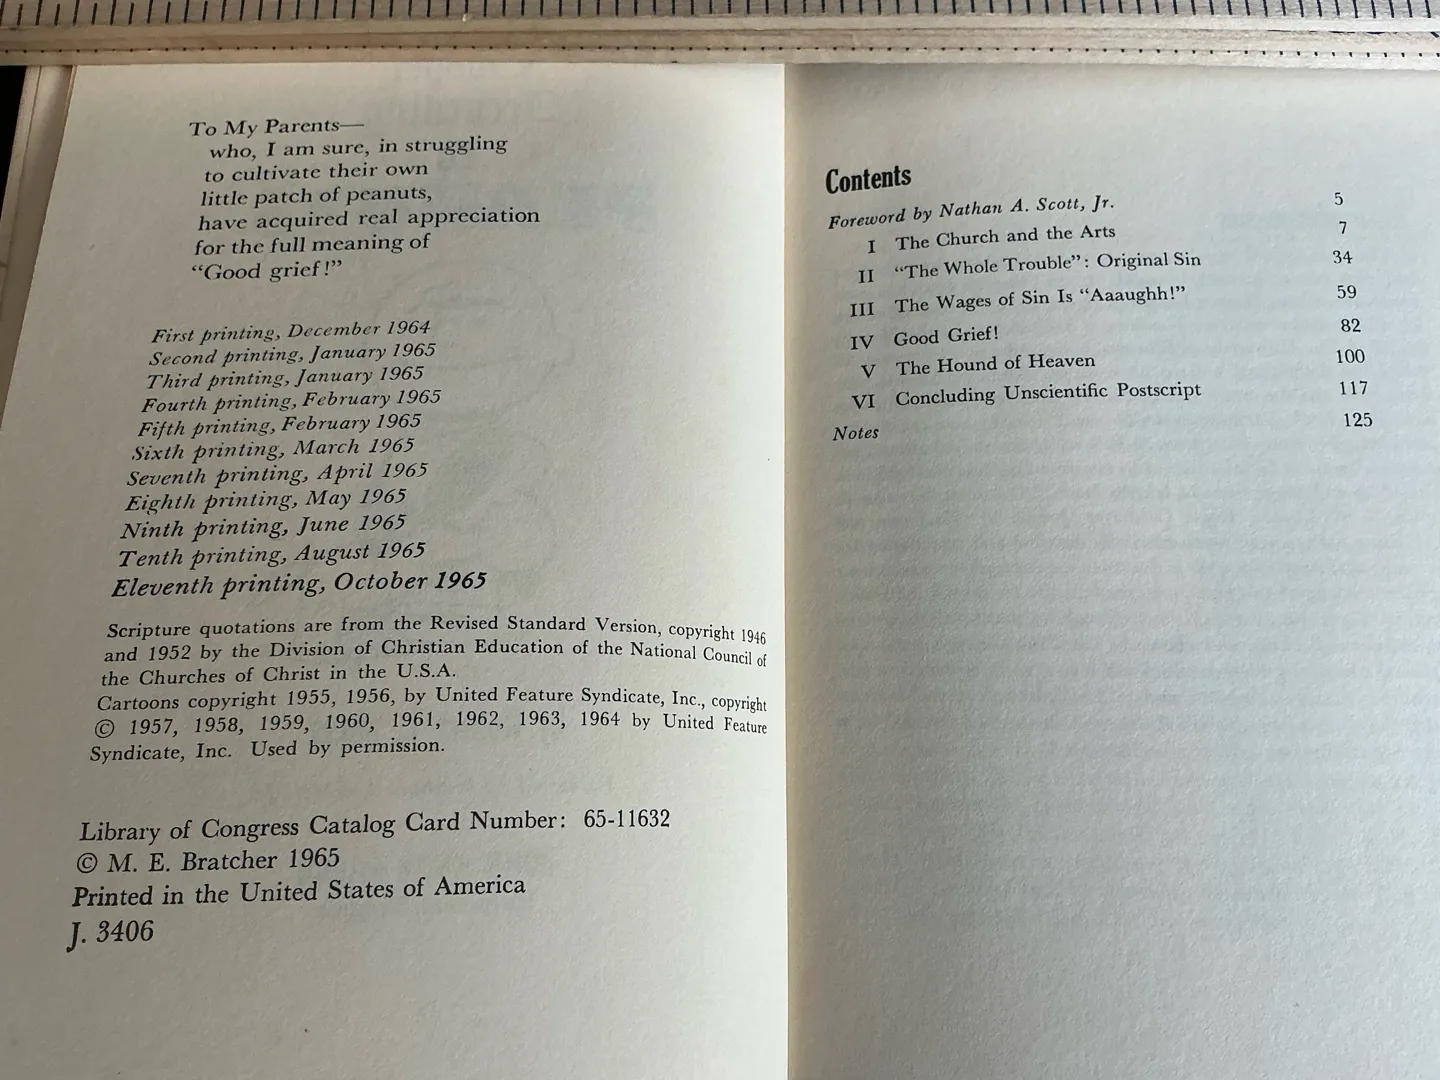 To My Parents—
who, I am sure, in struggling
to cultivate their own
little patch of peanuts,
have acquired real appreciation
for the full meaning of
“Good grief!”
First printing, December 1964
Second printing, January 1965
Third printing, January 1965
Fourth printing, February 1965
Fifth printing, February 1965
Sixth printing, March 1965
Seventh printing, April 1965
Eighth printing, May 1965
Ninth printing, June 1965
Tenth printing, August 1965
Eleventh printing, October 1965
Scripture quotations are from the Revised Standard Version, copyright 1946
and 1952 by the Division of Christian Education of the National Council of
the Churches of Christ in the U.S.A.
Cartoons copyright 1955, 1956, by United Feature Syndicate, Inc., copyright
© 1957, 1958, 1959, 1960, 1961, 1962, 1963, 1964 by United Feature
Syndicate, Inc. Used by permission.
Library of Congress Catalog Card Number: 65-11632
© M. E. Bratcher 1965
Printed in the United States of America
J. 3406
Contents
Foreword by Nathan A. Scott, Jr. 5
I The Church and the Arts 7
II “The Whole Trouble”: Original Sin 34
III The Wages of Sin Is “Aaaughh!” 59
IV Good Grief! 82
V The Hound of Heaven 100
VI Concluding Unscientific Postscript 117
Notes 125